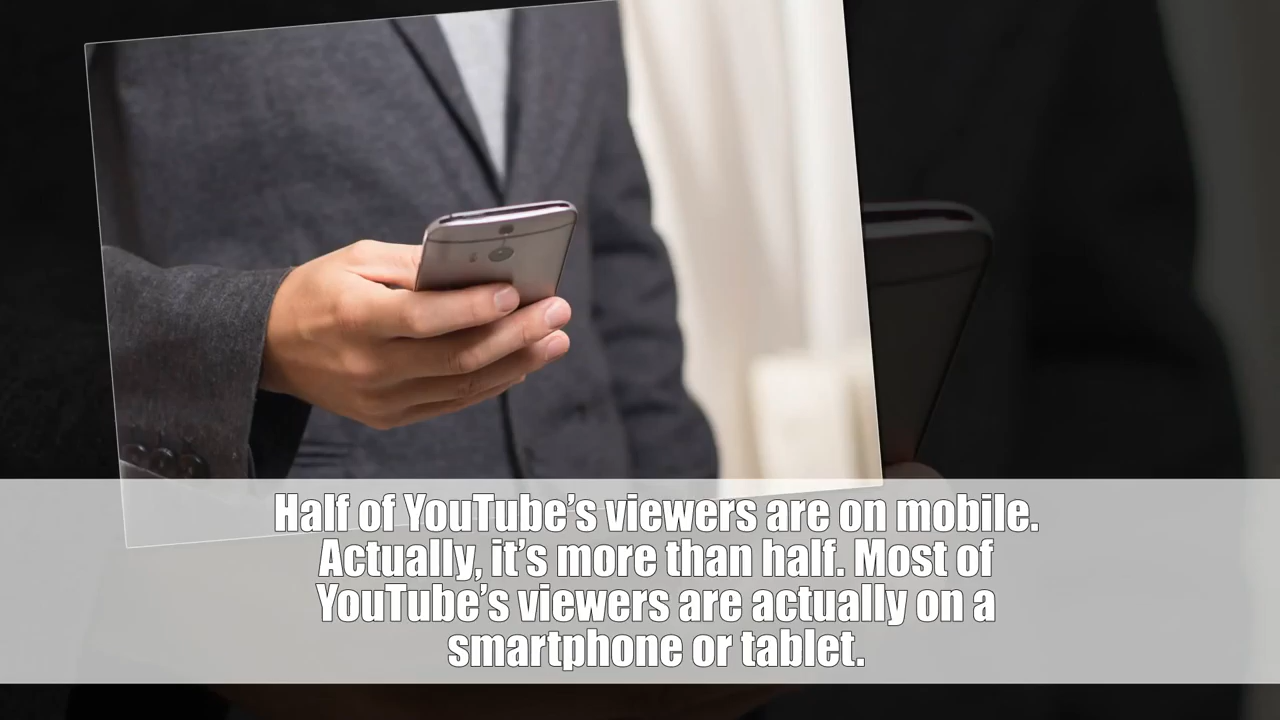 Half of YouTube’s viewers are on mobile.
Actually, it’s more than half. Most of
YouTube’s viewers are actually on a
smartphone or tablet.